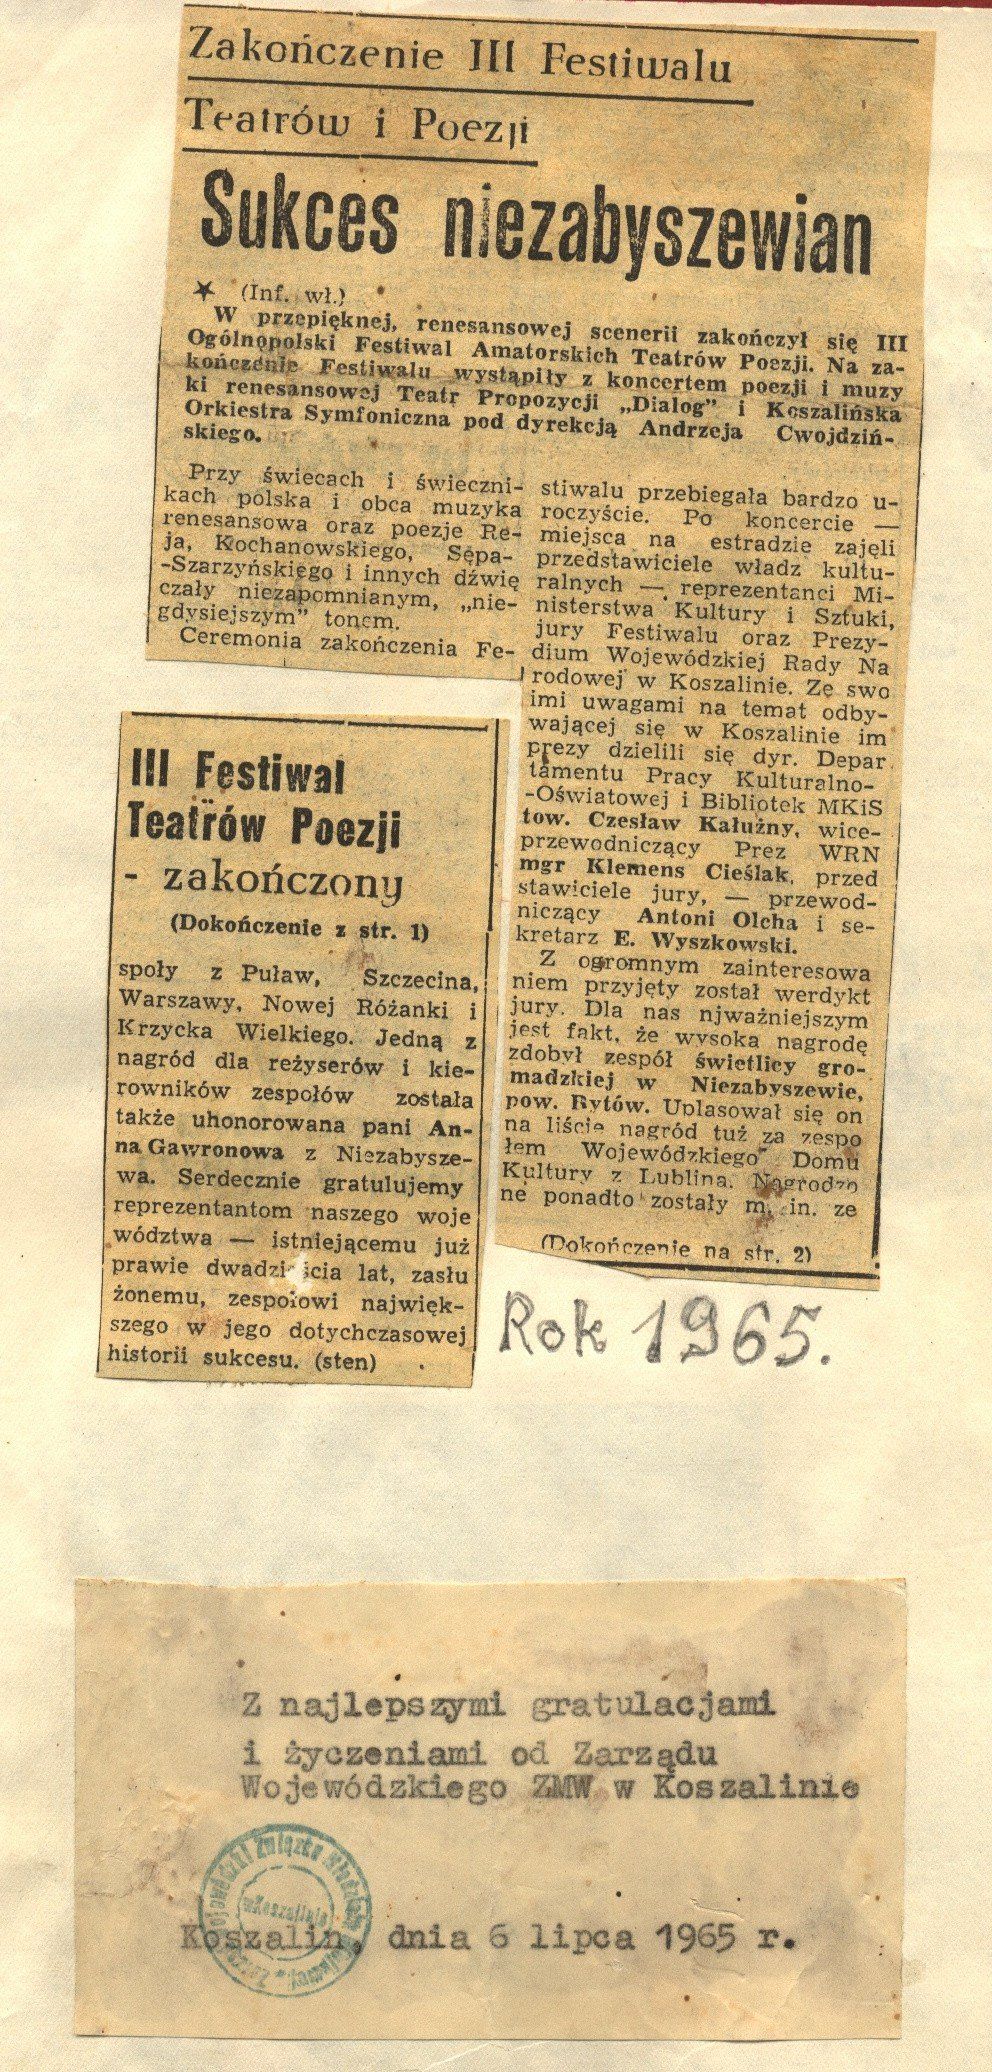 Zakończenie III Festiwalu
Teatrów i Poezji
Sukces niezabyszewian
★ (Inf. wł.)
W przepięknej, renesansowej scenerii zakończył się III
Ogólnopolski Festiwal Amatorskich Teatrów Poezji. Na za-
kończenie Festiwalu wystąpiły z koncertem poezji i muzy
ki renesansowej Teatr Propozycji „Dialog” i Koszalińska
Orkiestra Symfoniczna pod dyrekcją Andrzeja Cwojdziń-
skiego.
Przy świecach i świeczni-
kach polska i obca muzyka
renesansowa oraz poezje Re-
ja, Kochanowskiego, Sępa-
-Szarzyńskiego i innych dźwię
czały niezapomnianym, „nie-
gdysiejszym” tonem.
Ceremonia zakończenia Fe-
stiwalu przebiegała bardzo u-
roczyście. Po koncercie —
miejsca na estradzie zajęli
przedstawiciele władz kultu-
ralnych — reprezentanci Mi-
nisterstwa Kultury i Sztuki,
jury Festiwalu oraz Prezy-
dium Wojewódzkiej Rady Na
rodowej w Koszalinie. Ze swo
imi uwagami na temat odby-
wającej się w Koszalinie im
prezy dzielili się dyr. Depar
tamentu Pracy Kulturalno-
-Oświatowej i Bibliotek MKiS
tow. Czesław Kałużny, wice-
przewodniczący Prez WRN
mgr Klemens Cieślak, przed
stawiciele jury, — przewod-
niczący Antoni Olcha i se-
kretarz E. Wyszkowski.
Z ogromnym zainteresowa
niem przyjęty został werdykt
jury. Dla nas njważniejszym
jest fakt, że wysoką nagrodę
zdobył zespół świetlicy gro-
madzkiej w Niezabyszewie,
pow. Bytów. Uplasował się on
na liście nagród tuż za zespo
łem Wojewódzkiego Domu
Kultury z Lublina. Nagrodzo
ne ponadto zostały m. in. ze
(Dokończenie na str. 2)
III Festiwal
Teatrów Poezji
- zakończony
(Dokończenie z str. 1)
społy z Puław, Szczecina,
Warszawy, Nowej Różanki i
Krzycka Wielkiego. Jedną z
nagród dla reżyserów i kie-
rowników zespołów została
także uhonorowana pani An-
na Gawronowa z Niezabysze-
wa. Serdecznie gratulujemy
reprezentantom naszego woje
wództwa — istniejącemu już
prawie dwadzieścia lat, zasłu
żonemu, zespołowi najwięk-
szego w jego dotychczasowej
historii sukcesu. (sten)
Rok 1965.
Z najlepszymi gratulacjami
i życzeniami od Zarządu
Wojewódzkiego ZMW w Koszalinie
w Koszalinie
Koszalin, dnia 6 lipca 1965 r.